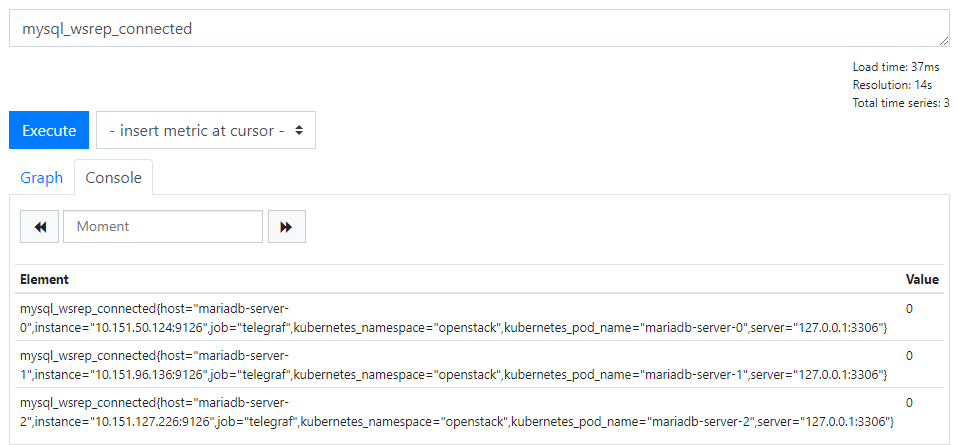 mysql_wsrep_connected
Load time: 37ms
Resolution: 14s
Total time series: 3
Execute
- insert metric at cursor -
Graph
Console
Moment
Element Value
mysql_wsrep_connected{host="mariadb-server- 0
0",instance="10.151.50.124:9126",job="telegraf",kubernetes_namespace="openstack",kubernetes_pod_name="mariadb-server-0",server="127.0.0.1:3306"}
mysql_wsrep_connected{host="mariadb-server- 0
1",instance="10.151.96.136:9126",job="telegraf",kubernetes_namespace="openstack",kubernetes_pod_name="mariadb-server-1",server="127.0.0.1:3306"}
mysql_wsrep_connected{host="mariadb-server- 0
2",instance="10.151.127.226:9126",job="telegraf",kubernetes_namespace="openstack",kubernetes_pod_name="mariadb-server-2",server="127.0.0.1:3306"}